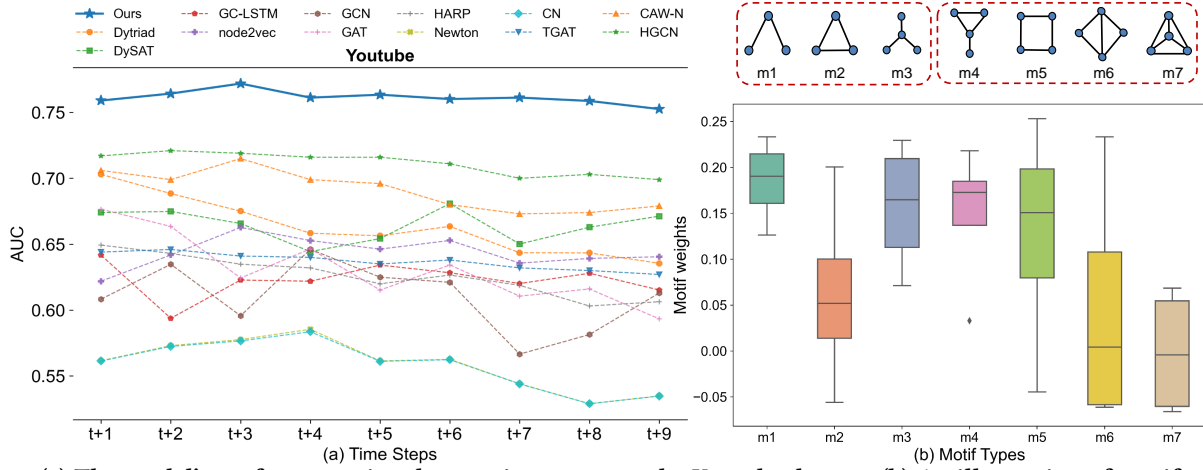 Ours GC-LSTM GCN HARP CN CAW-N
Dytriad node2vec GAT Newton TGAT HGCN
DySAT
Youtube
AUC
0.75
0.70
0.65
0.60
0.55
t+1 t+2 t+3 t+4 t+5 t+6 t+7 t+8 t+9
(a) Time Steps
m1 m2 m3 m4 m5 m6 m7
Motif weights
0.25
0.20
0.15
0.10
0.05
0.00
−0.05
m1 m2 m3 m4 m5 m6 m7
(b) Motif Types